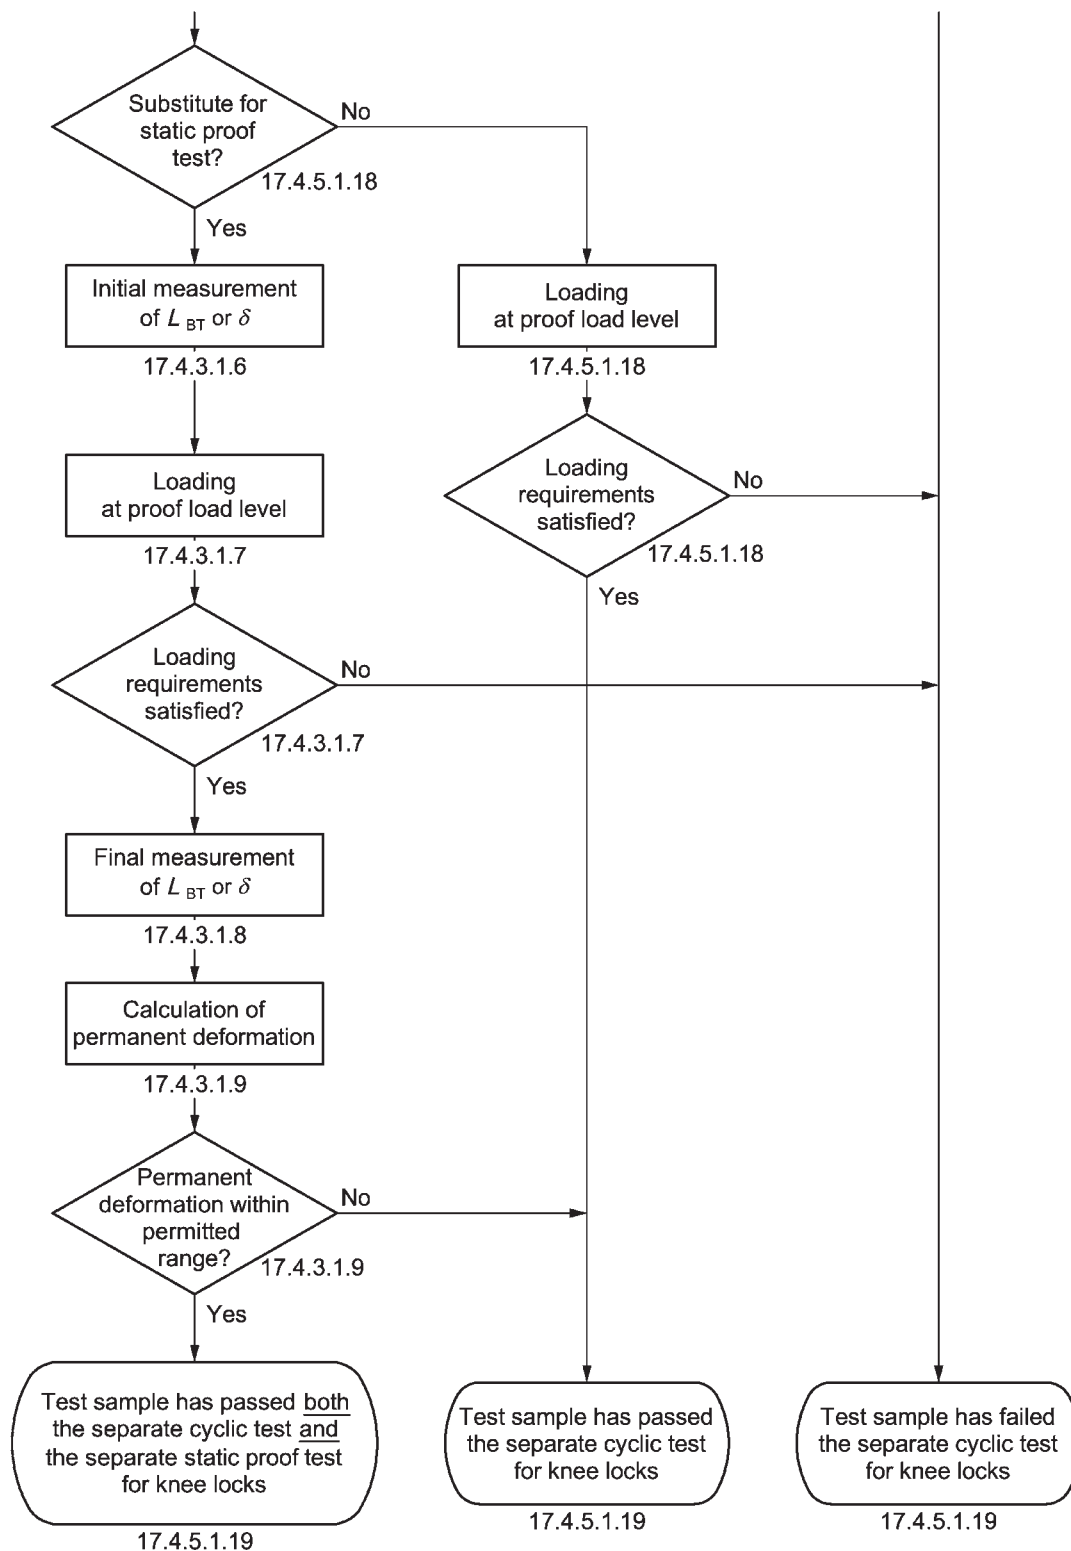 Substitute for
static proof
test?
No
17.4.5.1.18
Yes
Initial measurement
of L BT or δ
17.4.3.1.6
Loading
at proof load level
17.4.5.1.18
Loading
at proof load level
17.4.3.1.7
Loading
requirements
satisfied?
No
17.4.5.1.18
Yes
Loading
requirements
satisfied?
No
17.4.3.1.7
Yes
Final measurement
of L BT or δ
17.4.3.1.8
Calculation of
permanent deformation
17.4.3.1.9
Permanent
deformation within
permitted
range?
No
17.4.3.1.9
Yes
Test sample has passed both
the separate cyclic test and
the separate static proof test
for knee locks
17.4.5.1.19
Test sample has passed
the separate cyclic test
for knee locks
17.4.5.1.19
Test sample has failed
the separate cyclic test
for knee locks
17.4.5.1.19